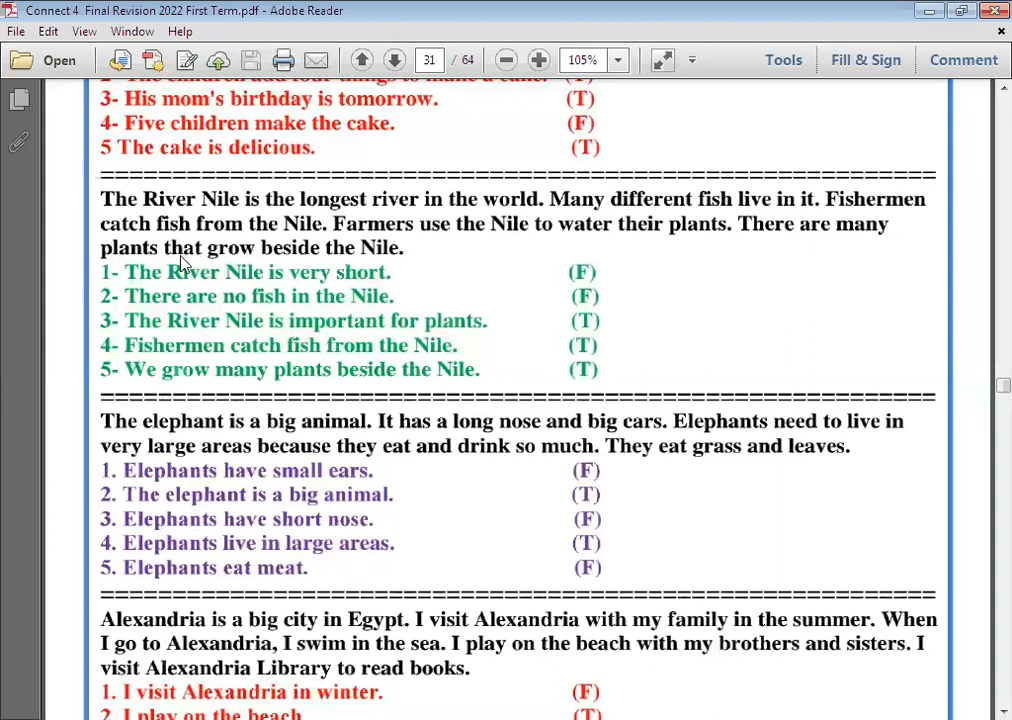 Connect 4 Final Revision 2022 First Term.pdf - Adobe Reader
File Edit View Window Help
Open 31 / 64 105% Tools Fill & Sign Comment
3- His mom's birthday is tomorrow. (T)
4- Five children make the cake. (F)
5 The cake is delicious. (T)
The River Nile is the longest river in the world. Many different fish live in it. Fishermen
catch fish from the Nile. Farmers use the Nile to water their plants. There are many
plants that grow beside the Nile.
1- The River Nile is very short. (F)
2- There are no fish in the Nile. (F)
3- The River Nile is important for plants. (T)
4- Fishermen catch fish from the Nile. (T)
5- We grow many plants beside the Nile. (T)
The elephant is a big animal. It has a long nose and big ears. Elephants need to live in
very large areas because they eat and drink so much. They eat grass and leaves.
1. Elephants have small ears. (F)
2. The elephant is a big animal. (T)
3. Elephants have short nose. (F)
4. Elephants live in large areas. (T)
5. Elephants eat meat. (F)
Alexandria is a big city in Egypt. I visit Alexandria with my family in the summer. When
I go to Alexandria, I swim in the sea. I play on the beach with my brothers and sisters. I
visit Alexandria Library to read books.
1. I visit Alexandria in winter. (F)
2. I play on the beach (T)